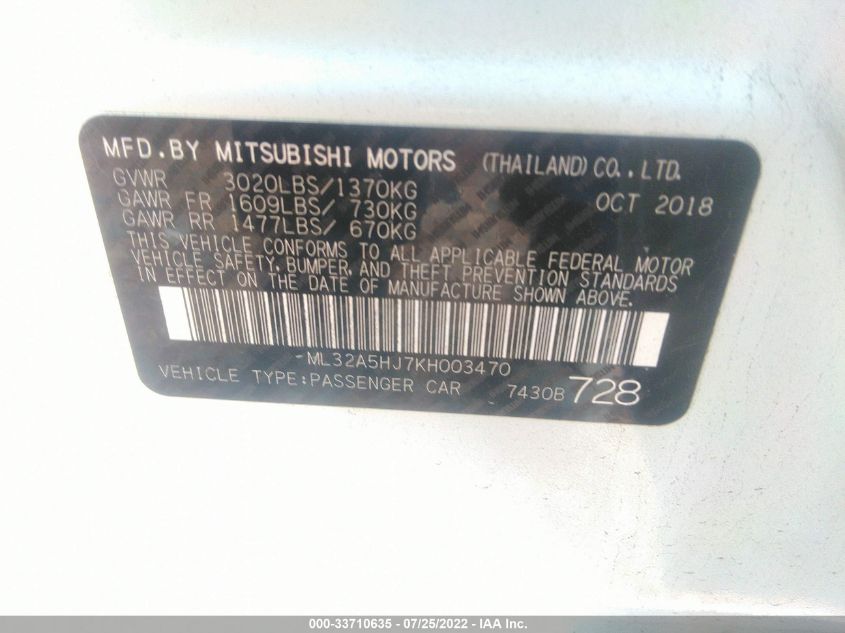 MFD.BY MITSUBISHI MOTORS (THAILAND) CO., LTD.
GVWR 3020LBS/1370KG OCT 2018
GAWR FR 1609LBS/ 730KG
GAWR RR 1477LBS/ 670KG
THIS VEHICLE CONFORMS TO ALL APPLICABLE FEDERAL MOTOR
VEHICLE SAFETY, BUMPER, AND THEFT PREVENTION STANDARDS
IN EFFECT ON THE DATE OF MANUFACTURE SHOWN ABOVE.
ML32A5HJ7KH003470
VEHICLE TYPE:PASSENGER CAR 7430B 728
000-33710635 - 07/25/2022 - IAA Inc.